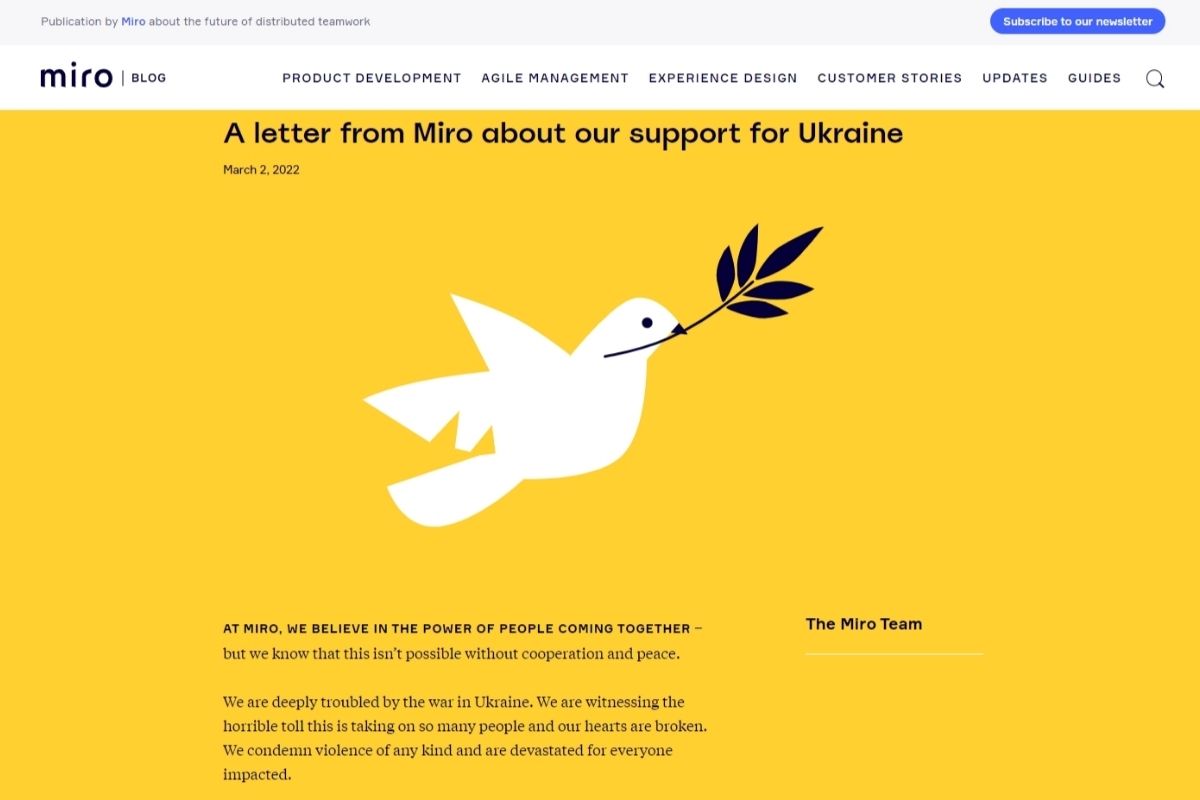 Publication by Miro about the future of distributed teamwork
Subscribe to our newsletter
miro | BLOG
PRODUCT DEVELOPMENT
AGILE MANAGEMENT
EXPERIENCE DESIGN
CUSTOMER STORIES
UPDATES
GUIDES
A letter from Miro about our support for Ukraine
March 2, 2022
AT MIRO, WE BELIEVE IN THE POWER OF PEOPLE COMING TOGETHER –
but we know that this isn’t possible without cooperation and peace.
We are deeply troubled by the war in Ukraine. We are witnessing the
horrible toll this is taking on so many people and our hearts are broken.
We condemn violence of any kind and are devastated for everyone
impacted.
The Miro Team